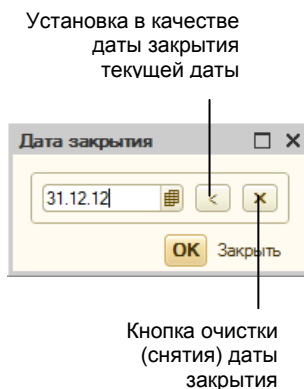 Установка в качестве
даты закрытия
текущей даты
Дата закрытия
31.12.12
<
×
OK Закрыть
Кнопка очистки
(снятия) даты
закрытия